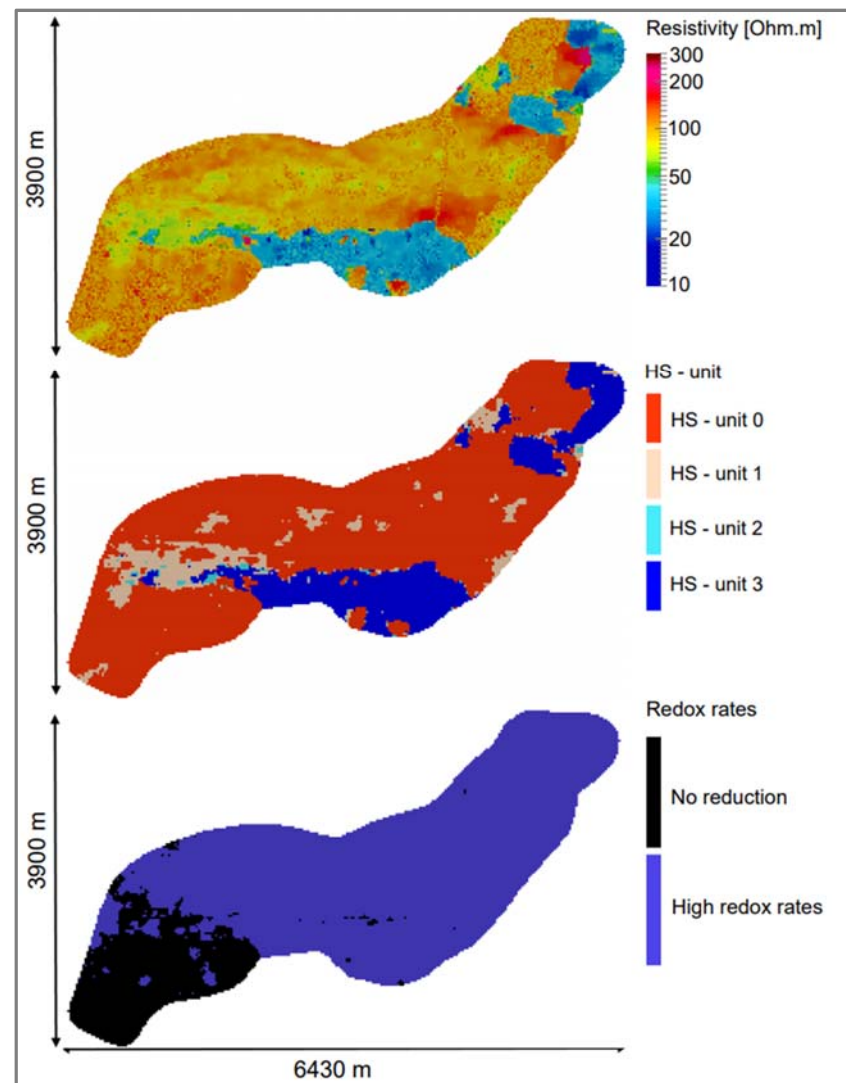 Resistivity [Ohm.m]
300
200
100
50
20
10
3900 m
HS - unit
HS - unit 0
HS - unit 1
HS - unit 2
HS - unit 3
3900 m
Redox rates
No reduction
High redox rates
3900 m
6430 m